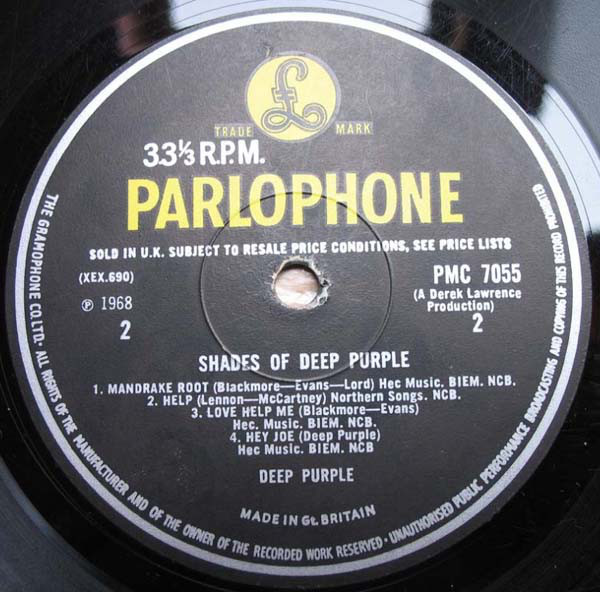 £
TRADE MARK
33⅓ R.P.M.
PARLOPHONE
SOLD IN U.K. SUBJECT TO RESALE PRICE CONDITIONS, SEE PRICE LISTS
(XEX.690)
℗ 1968
2
PMC 7055
(A Derek Lawrence
Production)
2
SHADES OF DEEP PURPLE
1. MANDRAKE ROOT (Blackmore—Evans—Lord) Hec Music. BIEM. NCB.
2. HELP (Lennon—McCartney) Northern Songs. NCB.
3. LOVE HELP ME (Blackmore—Evans)
Hec. Music. BIEM. NCB.
4. HEY JOE (Deep Purple)
Hec Music. BIEM. NCB
DEEP PURPLE
MADE IN Gt. BRITAIN
THE GRAMOPHONE CO. LTD. · ALL RIGHTS OF THE MANUFACTURER AND OF THE OWNER OF THE RECORDED WORK RESERVED · UNAUTHORISED PUBLIC PERFORMANCE BROADCASTING AND COPYING OF THIS RECORD PROHIBITED